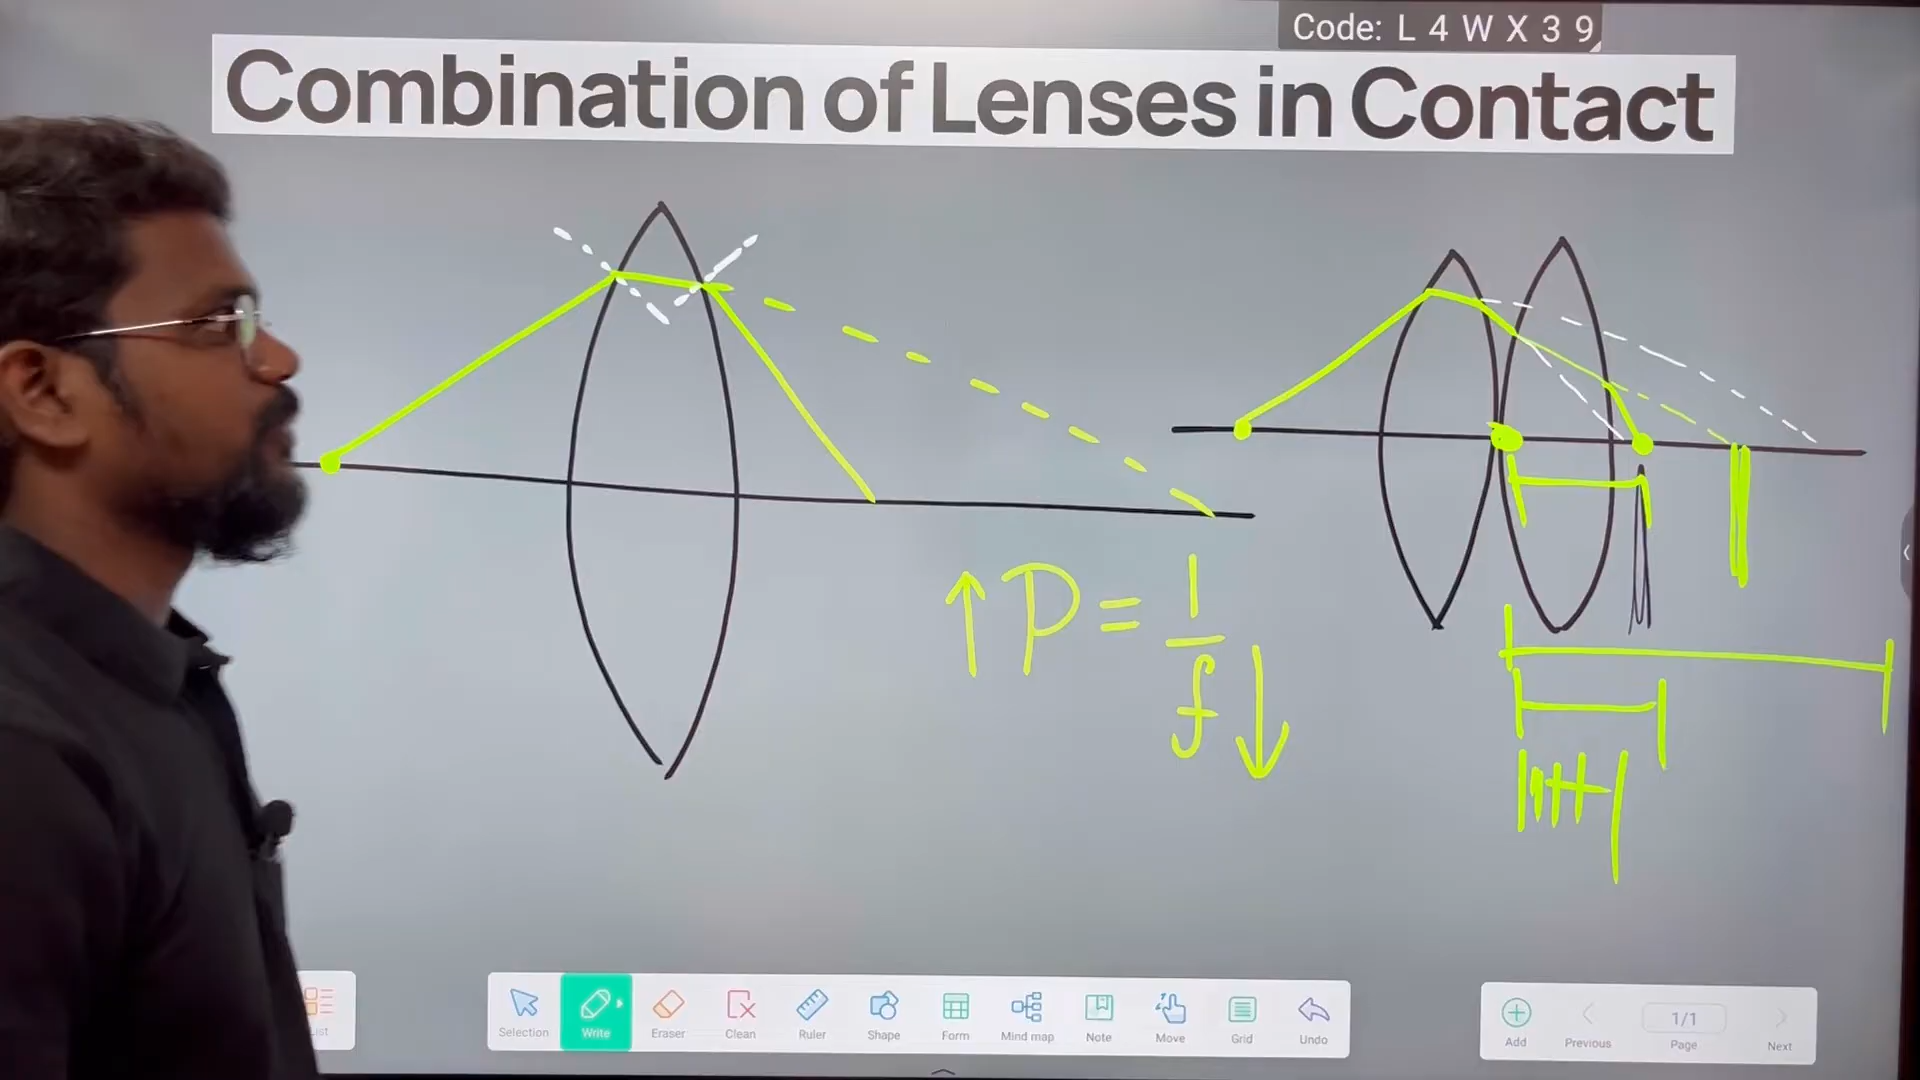 Code: L 4 W X 3 9
Combination of Lenses in Contact
↑ P = 1/f ↓
List
Selection
Write
Eraser
Clean
Ruler
Shape
Form
Mind map
Note
Move
Grid
Undo
Add
Previous
1/1
Page
Next